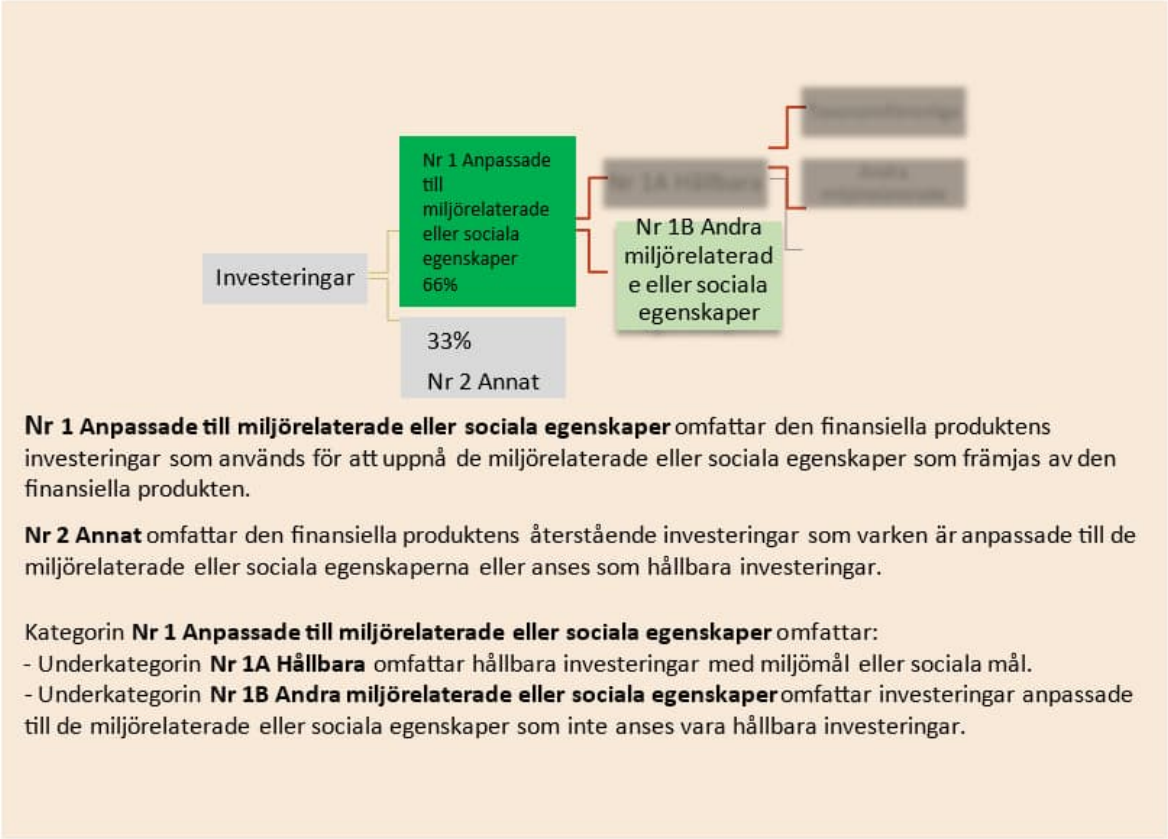 Nr 1 Anpassade
till
miljörelaterade
eller sociala
egenskaper
66%
Nr 1A Hållbara
Andra
miljörelaterade
Nr 1B Andra
miljörelaterad
e eller sociala
egenskaper
Investeringar
33%
Nr 2 Annat
Nr 1 Anpassade till miljörelaterade eller sociala egenskaper omfattar den finansiella produktens
investeringar som används för att uppnå de miljörelaterade eller sociala egenskaper som främjas av den
finansiella produkten.
Nr 2 Annat omfattar den finansiella produktens återstående investeringar som varken är anpassade till de
miljörelaterade eller sociala egenskaperna eller anses som hållbara investeringar.
Kategorin Nr 1 Anpassade till miljörelaterade eller sociala egenskaper omfattar:
- Underkategorin Nr 1A Hållbara omfattar hållbara investeringar med miljömål eller sociala mål.
- Underkategorin Nr 1B Andra miljörelaterade eller sociala egenskaper omfattar investeringar anpassade
till de miljörelaterade eller sociala egenskaper som inte anses vara hållbara investeringar.